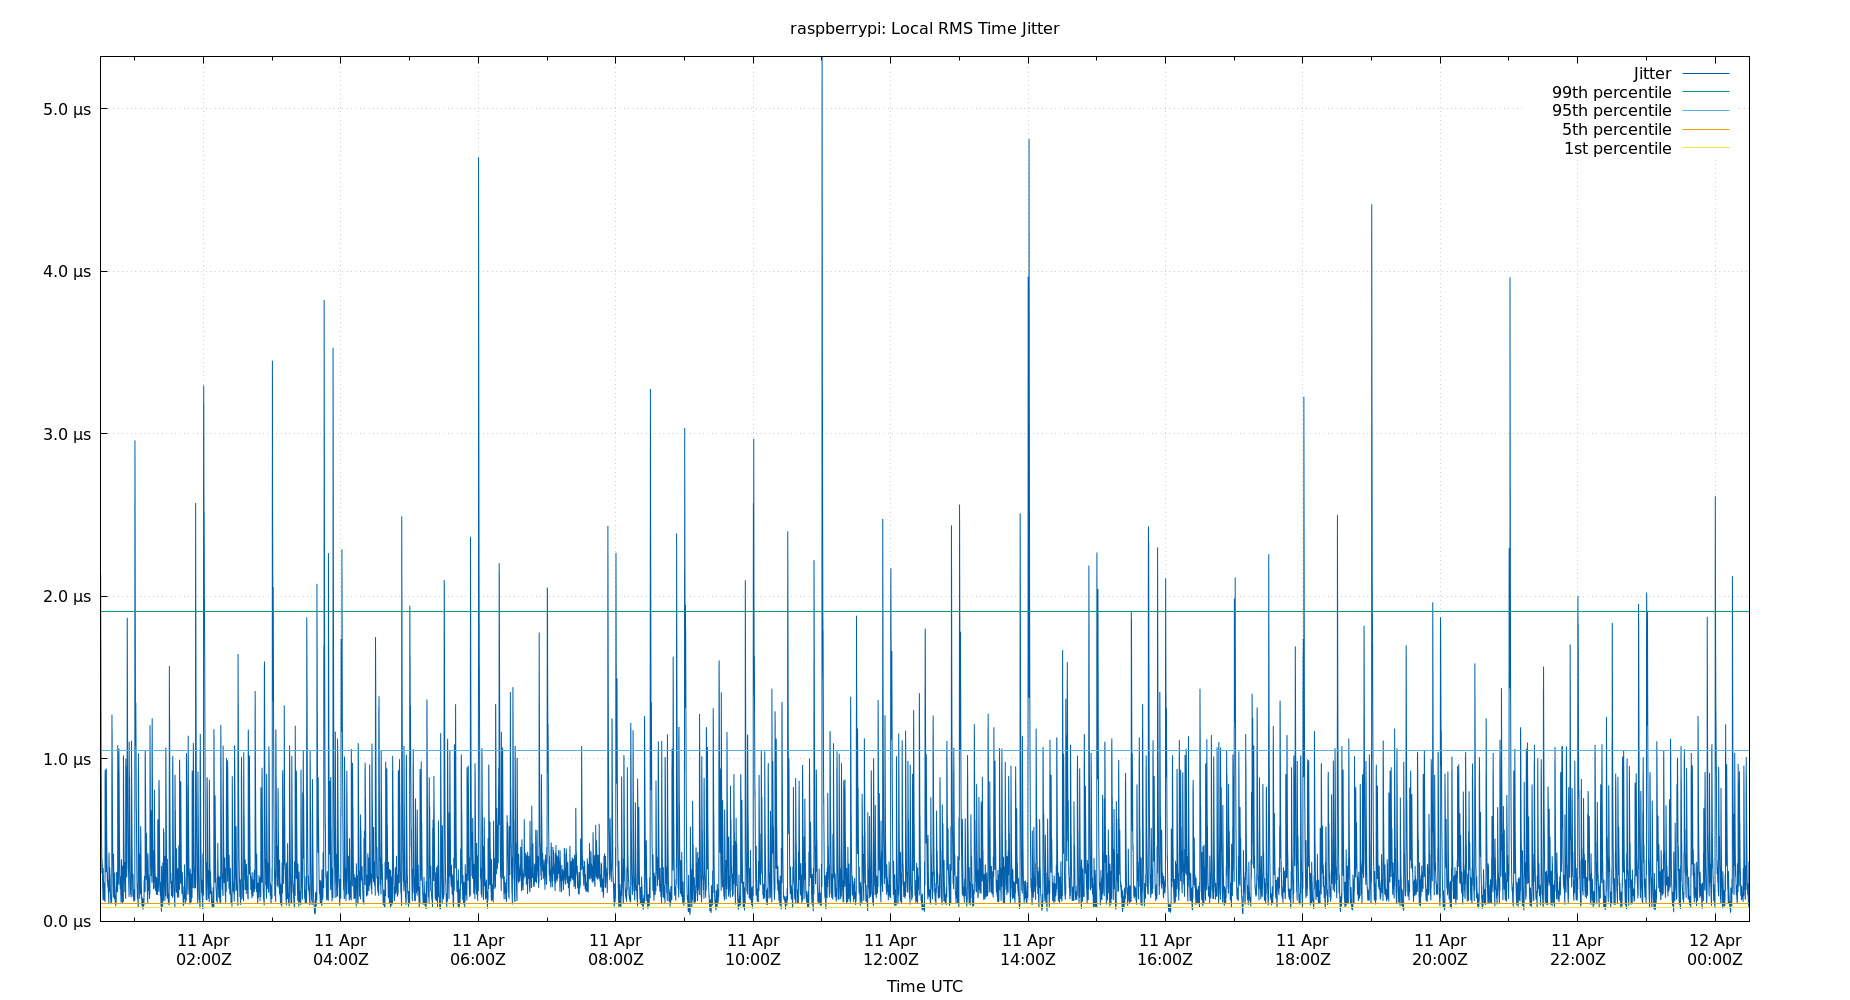 raspberrypi: Local RMS Time Jitter
Jitter
99th percentile
95th percentile
5th percentile
1st percentile
5.0 µs
4.0 µs
3.0 µs
2.0 µs
1.0 µs
0.0 µs
11 Apr 11 Apr 11 Apr 11 Apr 11 Apr 11 Apr 11 Apr 11 Apr 11 Apr 11 Apr 11 Apr 12 Apr
02:00Z 04:00Z 06:00Z 08:00Z 10:00Z 12:00Z 14:00Z 16:00Z 18:00Z 20:00Z 22:00Z 00:00Z
Time UTC